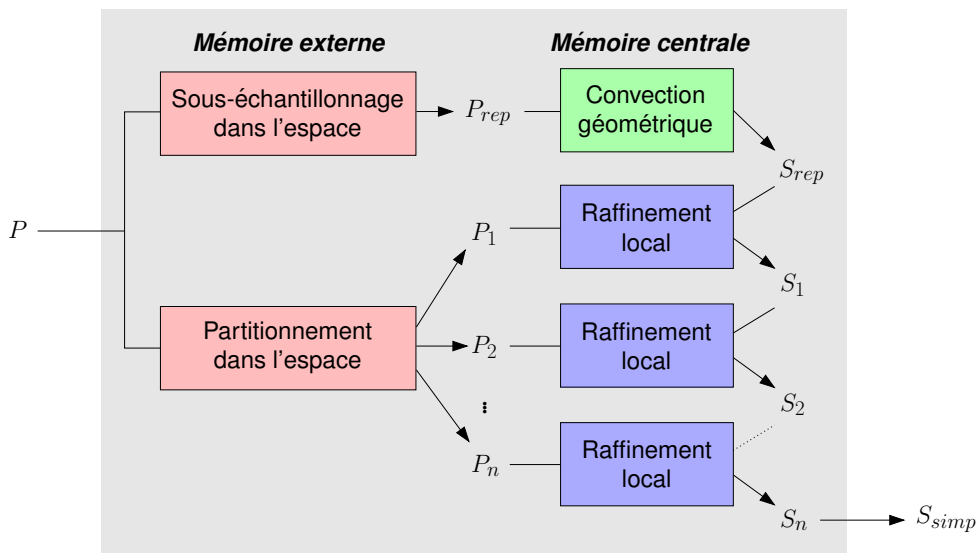 Mémoire externe
Mémoire centrale
Sous-échantillonnage
dans l'espace
P_rep
Convection
géométrique
S_rep
P
P_1
Raffinement
local
S_1
Partitionnement
dans l'espace
P_2
Raffinement
local
...
S_2
P_n
Raffinement
local
S_n
S_simp